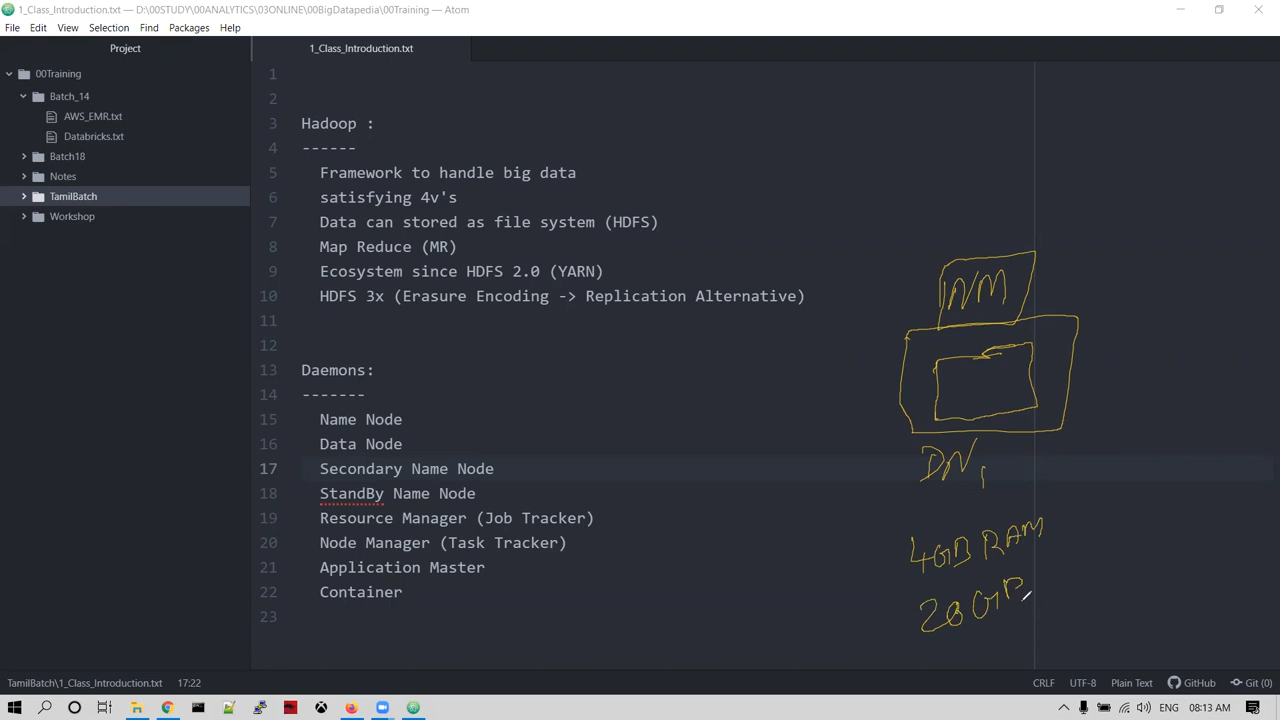 1_Class_Introduction.txt — D:\00STUDY\00ANALYTICS\03ONLINE\00BigDatapedia\00Training — Atom
File Edit View Selection Find Packages Help
Project
1_Class_Introduction.txt
00Training
Batch_14
AWS_EMR.txt
Databricks.txt
Batch18
Notes
TamilBatch
Workshop
1
2
3 Hadoop :
4 ------
5 Framework to handle big data
6 satisfying 4v's
7 Data can stored as file system (HDFS)
8 Map Reduce (MR)
9 Ecosystem since HDFS 2.0 (YARN)
10 HDFS 3x (Erasure Encoding -> Replication Alternative)
11
12
13 Daemons:
14 -------
15 Name Node
16 Data Node
17 Secondary Name Node
18 StandBy Name Node
19 Resource Manager (Job Tracker)
20 Node Manager (Task Tracker)
21 Application Master
22 Container
23
NM
DN1
4GB RAM
28 GB
TamilBatch\1_Class_Introduction.txt 17:22
CRLF UTF-8 Plain Text GitHub Git (0)
ENG 08:13 AM